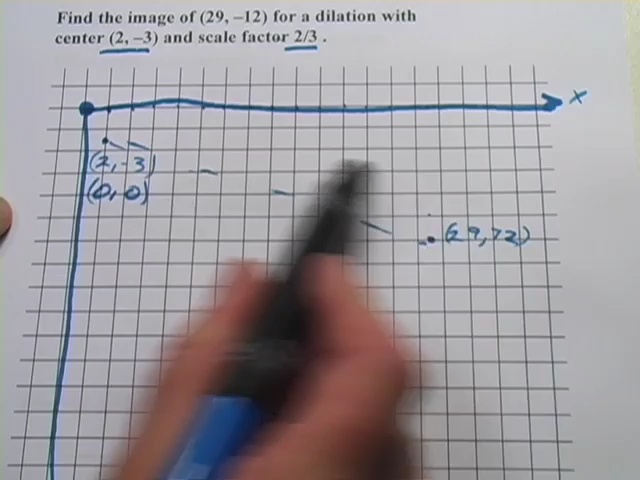 Find the image of (29, –12) for a dilation with
center (2, –3) and scale factor 2/3 .
x
(2, -3)
(0, 0)